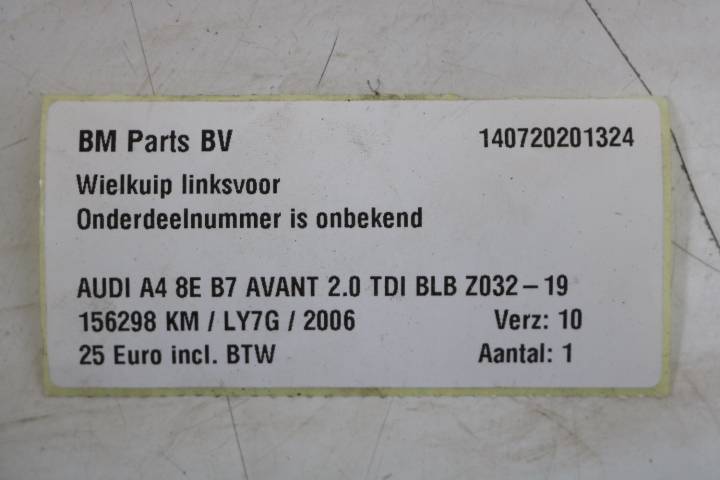 BM Parts BV 140720201324
Wielkuip linksvoor
Onderdeelnummer is onbekend
AUDI A4 8E B7 AVANT 2.0 TDI BLB Z032-19
156298 KM / LY7G / 2006 Verz: 10
25 Euro incl. BTW Aantal: 1